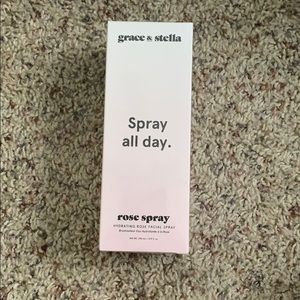 grace & stella
Spray
all day.
rose spray
HYDRATING ROSE FACIAL SPRAY